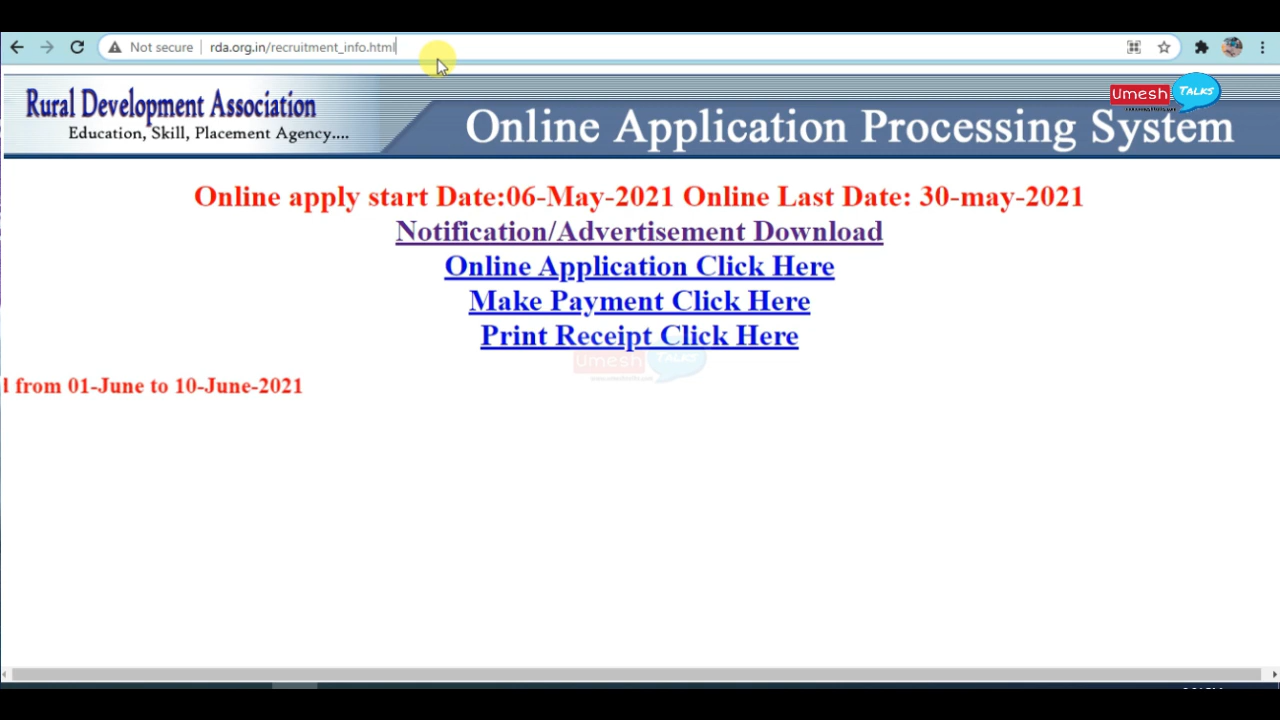 Not secure rda.org.in/recruitment_info.html
Rural Development Association
Education, Skill, Placement Agency....
Online Application Processing System
Umesh TALKS
Online apply start Date:06-May-2021 Online Last Date: 30-may-2021
Notification/Advertisement Download
Online Application Click Here
Make Payment Click Here
Print Receipt Click Here
Umesh TALKS
l from 01-June to 10-June-2021